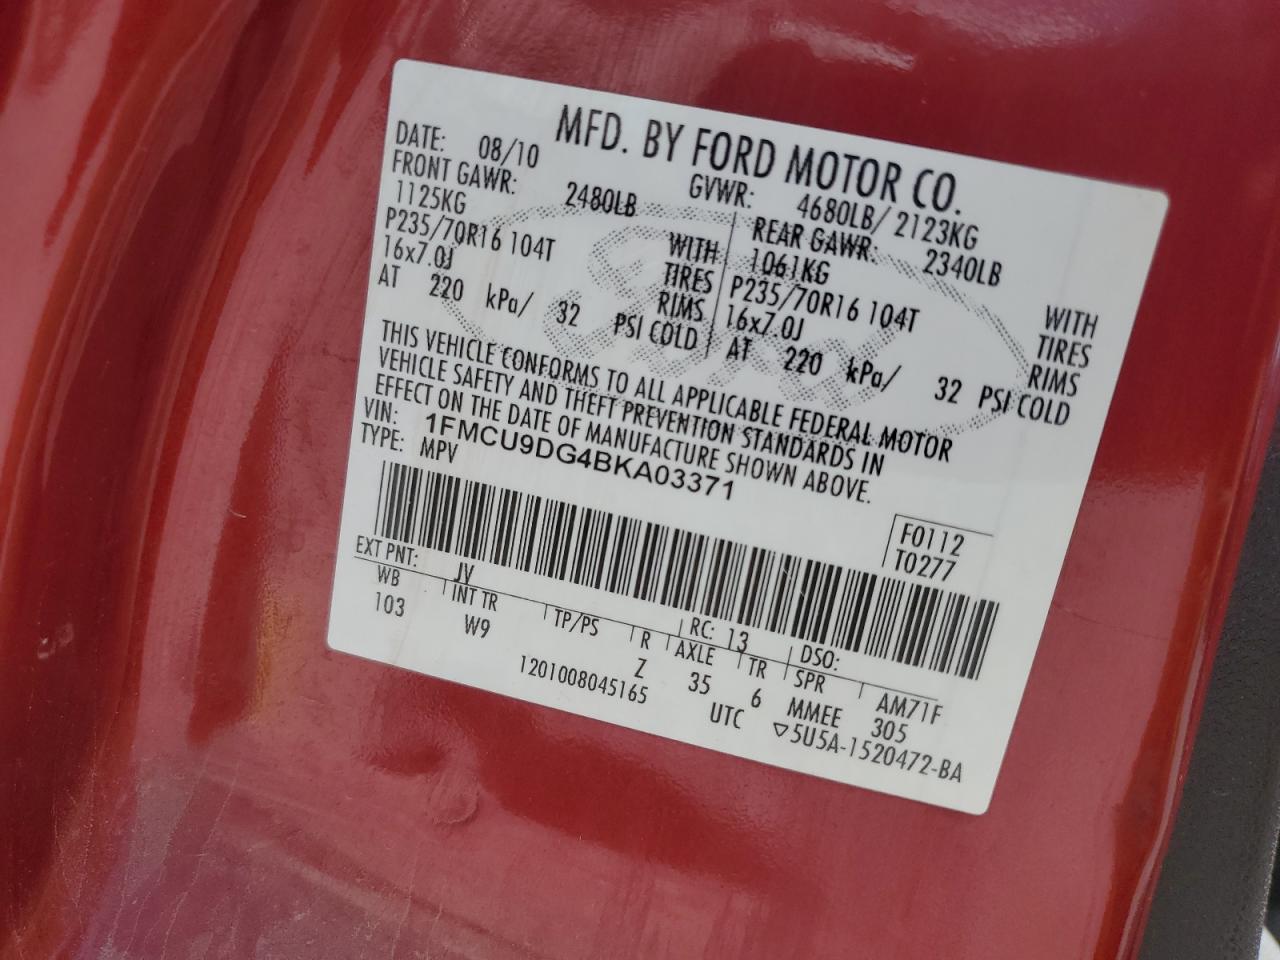 MFD. BY FORD MOTOR CO.
DATE: 08/10 GVWR: 4680LB/ 2123KG
FRONT GAWR: 2480LB REAR GAWR: 2340LB
1125KG WITH 1061KG WITH
P235/70R16 104T TIRES P235/70R16 104T TIRES
16x7.0J RIMS 16x7.0J RIMS
AT 220 kPa/ 32 PSI COLD AT 220 kPa/ 32 PSI COLD
THIS VEHICLE CONFORMS TO ALL APPLICABLE FEDERAL MOTOR
VEHICLE SAFETY AND THEFT PREVENTION STANDARDS IN
EFFECT ON THE DATE OF MANUFACTURE SHOWN ABOVE.
VIN: 1FMCU9DG4BKA03371
TYPE: MPV
F0112
T0277
EXT PNT: JV RC: 13 DSO:
WB INT TR TP/PS R AXLE TR SPR AM71F
103 W9 Z 35 6 MMEE 305
1201008045165 UTC ▽5U5A-1520472-BA
Ford